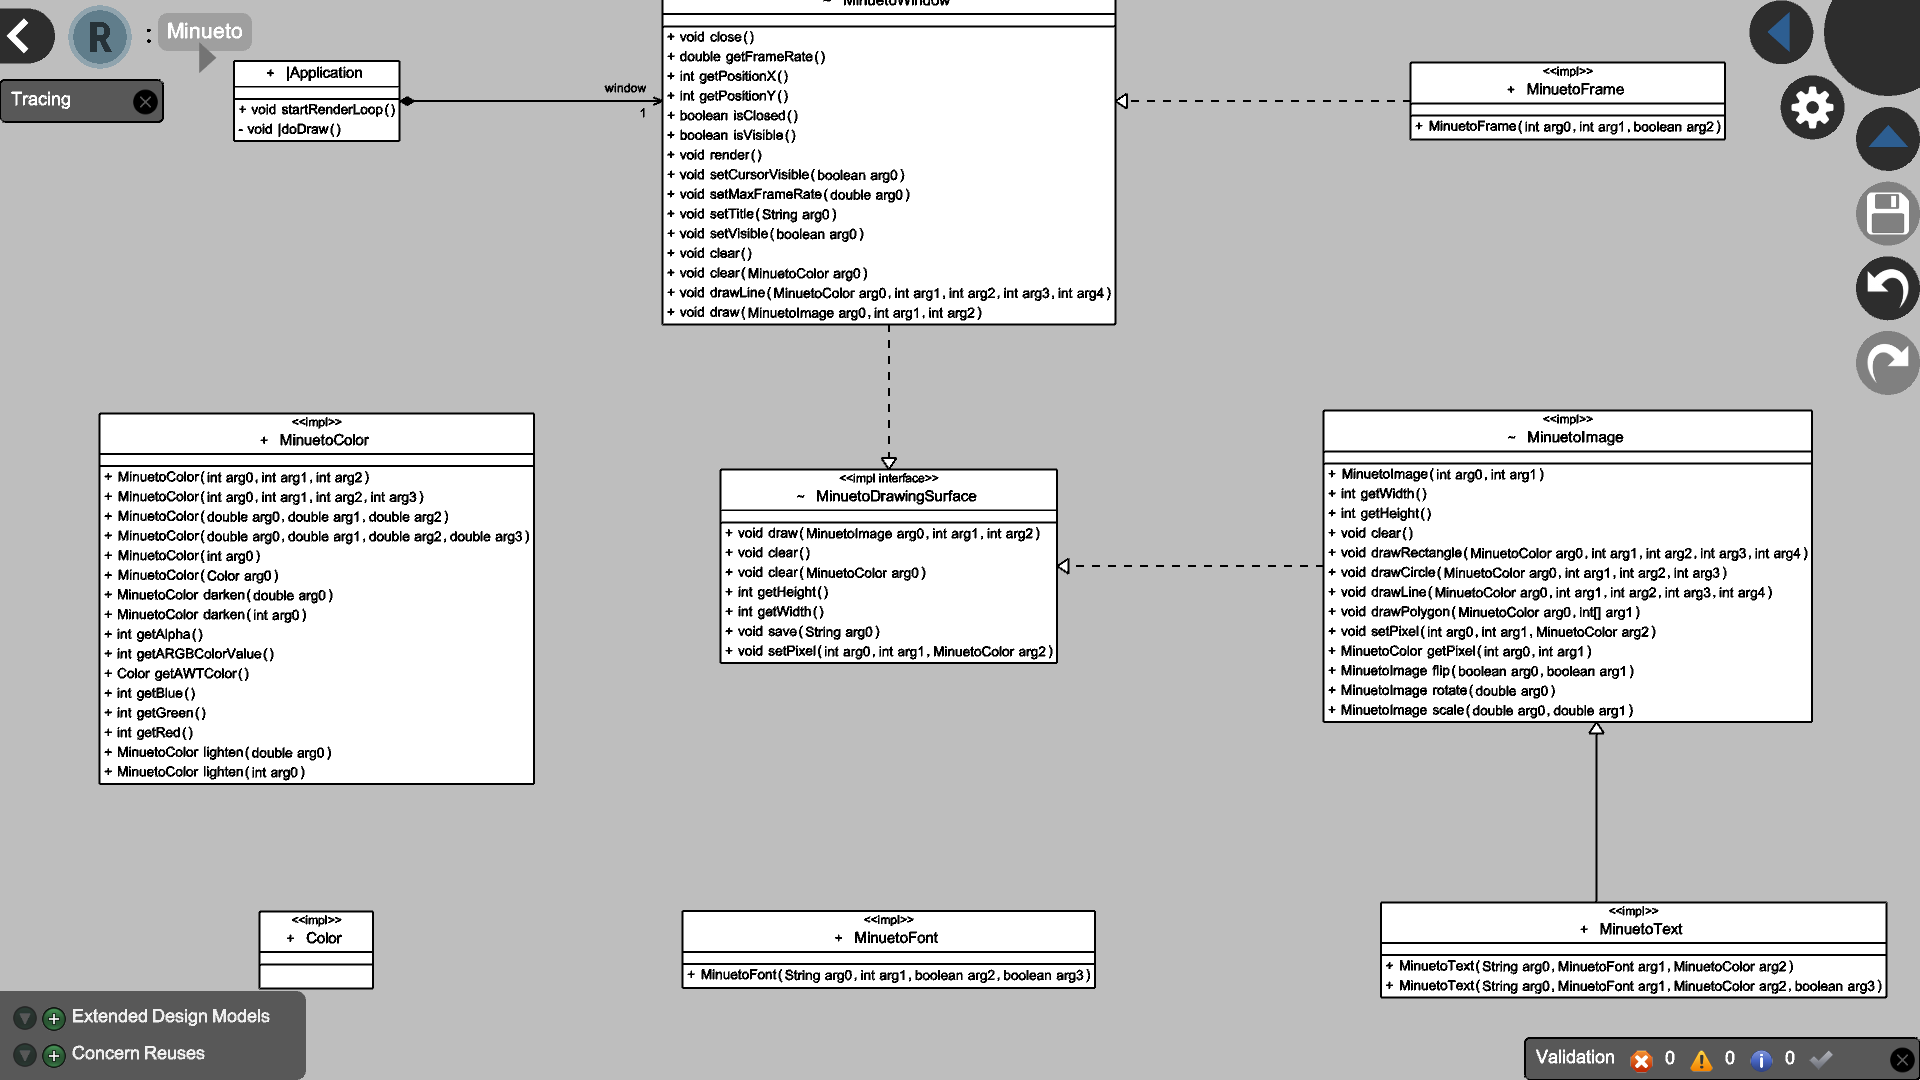 R : Minueto
Tracing
+ |Application
+ void startRenderLoop()
- void |doDraw()
window
1
~ MinuetoWindow
+ void close()
+ double getFrameRate()
+ int getPositionX()
+ int getPositionY()
+ boolean isClosed()
+ boolean isVisible()
+ void render()
+ void setCursorVisible(boolean arg0)
+ void setMaxFrameRate(double arg0)
+ void setTitle(String arg0)
+ void setVisible(boolean arg0)
+ void clear()
+ void clear(MinuetoColor arg0)
+ void drawLine(MinuetoColor arg0, int arg1, int arg2, int arg3, int arg4)
+ void draw(MinuetoImage arg0, int arg1, int arg2)
<<impl>>
+ MinuetoFrame
+ MinuetoFrame(int arg0, int arg1, boolean arg2)
<<impl>>
+ MinuetoColor
+ MinuetoColor(int arg0, int arg1, int arg2)
+ MinuetoColor(int arg0, int arg1, int arg2, int arg3)
+ MinuetoColor(double arg0, double arg1, double arg2)
+ MinuetoColor(double arg0, double arg1, double arg2, double arg3)
+ MinuetoColor(int arg0)
+ MinuetoColor(Color arg0)
+ MinuetoColor darken(double arg0)
+ MinuetoColor darken(int arg0)
+ int getAlpha()
+ int getARGBColorValue()
+ Color getAWTColor()
+ int getBlue()
+ int getGreen()
+ int getRed()
+ MinuetoColor lighten(double arg0)
+ MinuetoColor lighten(int arg0)
<<impl interface>>
~ MinuetoDrawingSurface
+ void draw(MinuetoImage arg0, int arg1, int arg2)
+ void clear()
+ void clear(MinuetoColor arg0)
+ int getHeight()
+ int getWidth()
+ void save(String arg0)
+ void setPixel(int arg0, int arg1, MinuetoColor arg2)
<<impl>>
~ MinuetoImage
+ MinuetoImage(int arg0, int arg1)
+ int getWidth()
+ int getHeight()
+ void clear()
+ void drawRectangle(MinuetoColor arg0, int arg1, int arg2, int arg3, int arg4)
+ void drawCircle(MinuetoColor arg0, int arg1, int arg2, int arg3)
+ void drawLine(MinuetoColor arg0, int arg1, int arg2, int arg3, int arg4)
+ void drawPolygon(MinuetoColor arg0, int[] arg1)
+ void setPixel(int arg0, int arg1, MinuetoColor arg2)
+ MinuetoColor getPixel(int arg0, int arg1)
+ MinuetoImage flip(boolean arg0, boolean arg1)
+ MinuetoImage rotate(double arg0)
+ MinuetoImage scale(double arg0, double arg1)
<<impl>>
+ Color
<<impl>>
+ MinuetoFont
+ MinuetoFont(String arg0, int arg1, boolean arg2, boolean arg3)
<<impl>>
+ MinuetoText
+ MinuetoText(String arg0, MinuetoFont arg1, MinuetoColor arg2)
+ MinuetoText(String arg0, MinuetoFont arg1, MinuetoColor arg2, boolean arg3)
Extended Design Models
Concern Reuses
Validation 0 0 0